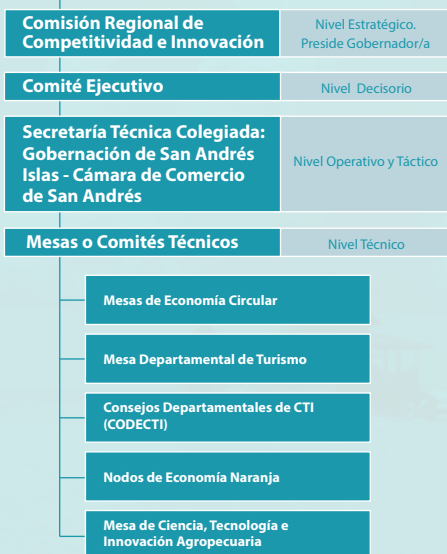 Comisión Regional de
Competitividad e Innovación
Nivel Estratégico.
Preside Gobernador/a
Comité Ejecutivo
Nivel Decisorio
Secretaría Técnica Colegiada:
Gobernación de San Andrés
Islas - Cámara de Comercio
de San Andrés
Nivel Operativo y Táctico
Mesas o Comités Técnicos
Nivel Técnico
Mesas de Economía Circular
Mesa Departamental de Turismo
Consejos Departamentales de CTI
(CODECTI)
Nodos de Economía Naranja
Mesa de Ciencia, Tecnología e
Innovación Agropecuaria